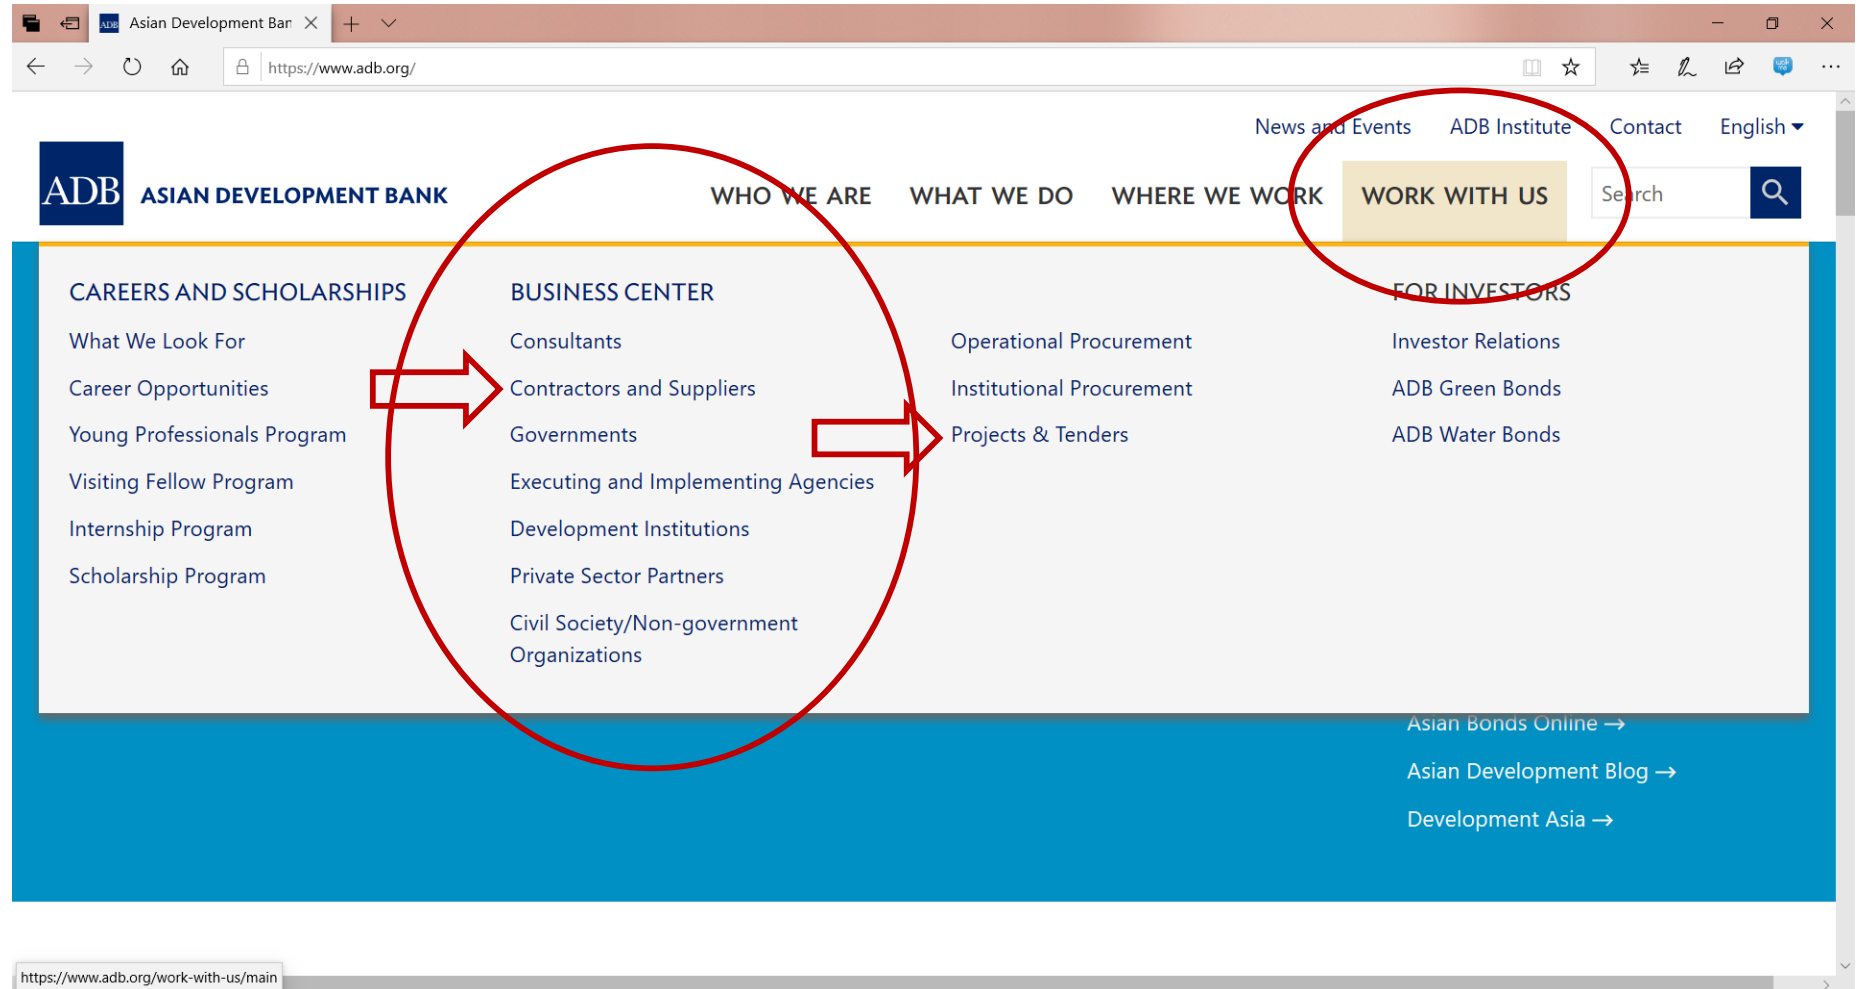 Asian Development Ban
https://www.adb.org/
News and Events
ADB Institute
Contact
English
ADB
ASIAN DEVELOPMENT BANK
WHO WE ARE
WHAT WE DO
WHERE WE WORK
WORK WITH US
Search
CAREERS AND SCHOLARSHIPS
What We Look For
Career Opportunities
Young Professionals Program
Visiting Fellow Program
Internship Program
Scholarship Program
BUSINESS CENTER
Consultants
Contractors and Suppliers
Governments
Executing and Implementing Agencies
Development Institutions
Private Sector Partners
Civil Society/Non-government
Organizations
Operational Procurement
Institutional Procurement
Projects & Tenders
FOR INVESTORS
Investor Relations
ADB Green Bonds
ADB Water Bonds
Asian Bonds Online →
Asian Development Blog →
Development Asia →
https://www.adb.org/work-with-us/main